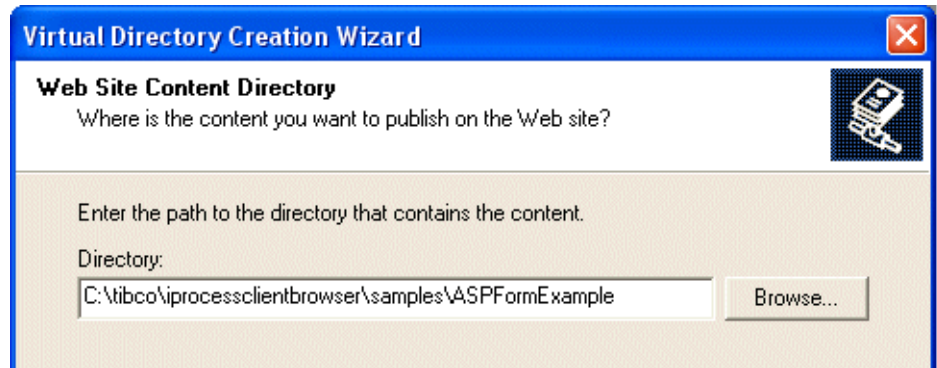 Virtual Directory Creation Wizard
Web Site Content Directory
Where is the content you want to publish on the Web site?
Enter the path to the directory that contains the content.
Directory:
C:\tibco\iprocessclientbrowser\samples\ASPFormExample
Browse...